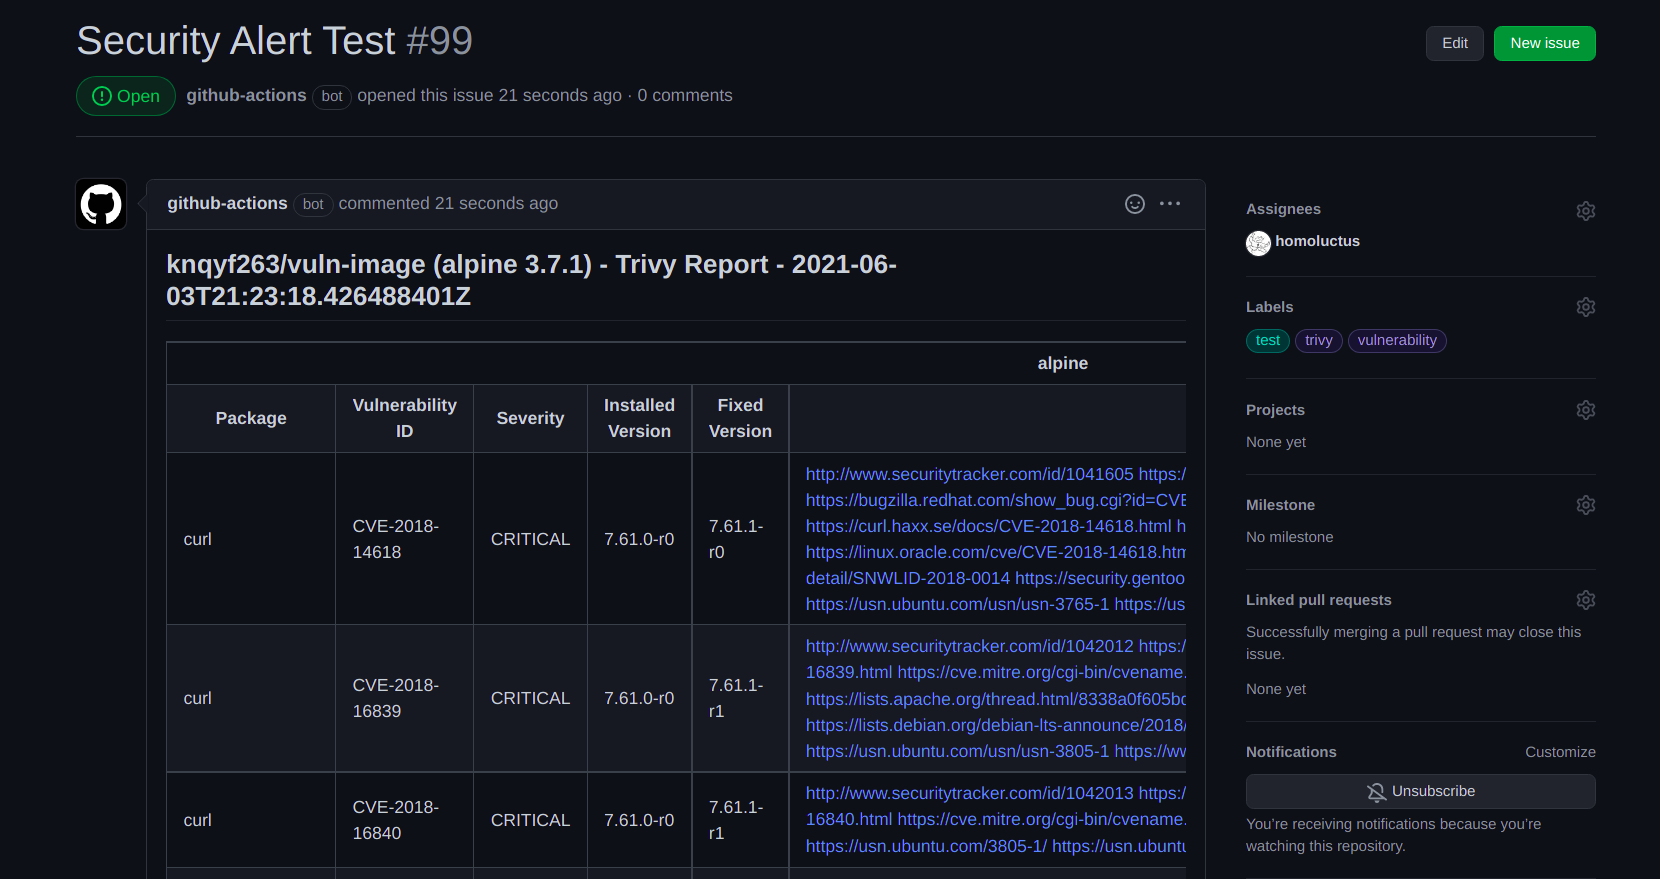 Security Alert Test #99
Edit
New issue
Open
github-actions bot opened this issue 21 seconds ago · 0 comments
github-actions bot commented 21 seconds ago
knqyf263/vuln-image (alpine 3.7.1) - Trivy Report - 2021-06-
03T21:23:18.426488401Z
alpine
Package
Vulnerability
ID
Severity
Installed
Version
Fixed
Version
curl
CVE-2018-
14618
CRITICAL
7.61.0-r0
7.61.1-
r0
http://www.securitytracker.com/id/1041605 https:/
https://bugzilla.redhat.com/show_bug.cgi?id=CVE
https://curl.haxx.se/docs/CVE-2018-14618.html h
https://linux.oracle.com/cve/CVE-2018-14618.htm
detail/SNWLID-2018-0014 https://security.gentoo
https://usn.ubuntu.com/usn/usn-3765-1 https://us
curl
CVE-2018-
16839
CRITICAL
7.61.0-r0
7.61.1-
r1
http://www.securitytracker.com/id/1042012 https:/
16839.html https://cve.mitre.org/cgi-bin/cvename.
https://lists.apache.org/thread.html/8338a0f605bd
https://lists.debian.org/debian-lts-announce/2018/
https://usn.ubuntu.com/usn/usn-3805-1 https://ww
curl
CVE-2018-
16840
CRITICAL
7.61.0-r0
7.61.1-
r1
http://www.securitytracker.com/id/1042013 https:/
16840.html https://cve.mitre.org/cgi-bin/cvename.
https://usn.ubuntu.com/3805-1/ https://usn.ubuntu
Assignees
homoluctus
Labels
test trivy vulnerability
Projects
None yet
Milestone
No milestone
Linked pull requests
Successfully merging a pull request may close this
issue.
None yet
Notifications
Customize
Unsubscribe
You're receiving notifications because you're
watching this repository.